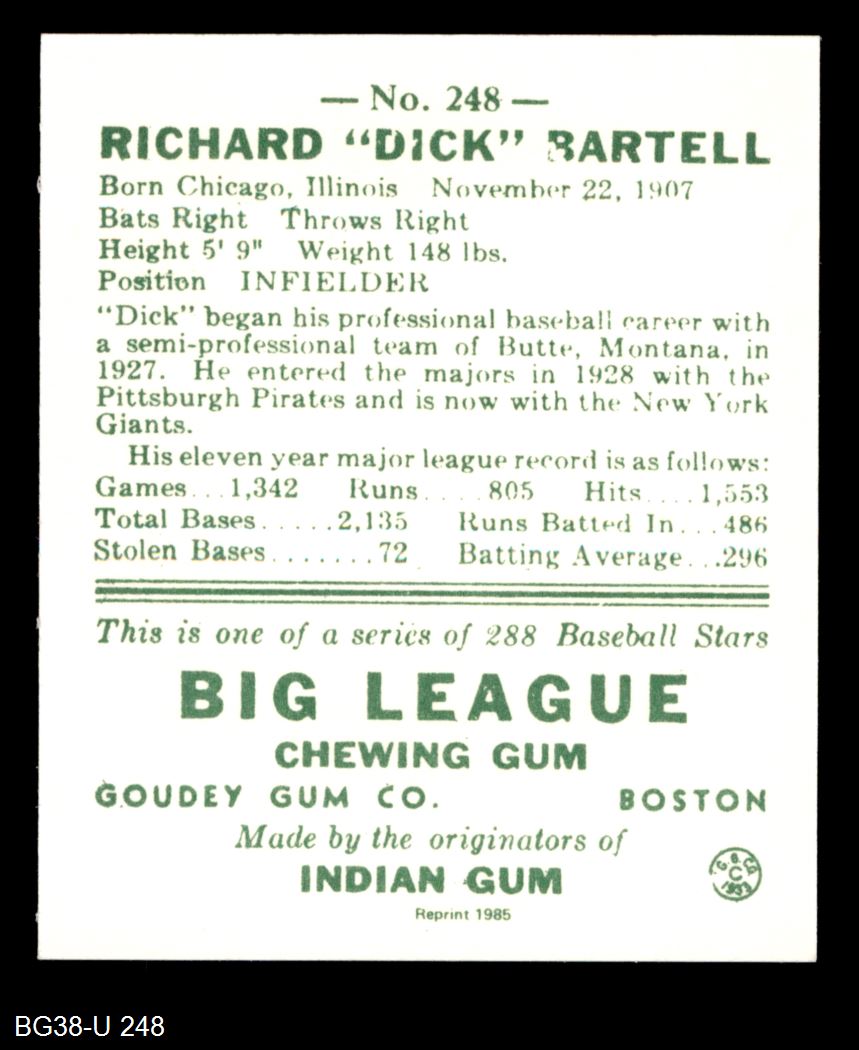 — No. 248 —
RICHARD "DICK" BARTELL
Born Chicago, Illinois November 22, 1907
Bats Right Throws Right
Height 5' 9" Weight 148 lbs.
Position INFIELDER
"Dick" began his professional baseball career with
a semi-professional team of Butte, Montana, in
1927. He entered the majors in 1928 with the
Pittsburgh Pirates and is now with the New York
Giants.
His eleven year major league record is as follows:
Games...1,342 Runs.....805 Hits....1,553
Total Bases......2,135 Runs Batted In...486
Stolen Bases.......72 Batting Average...296
This is one of a series of 288 Baseball Stars
BIG LEAGUE
CHEWING GUM
GOUDEY GUM CO. BOSTON
Made by the originators of
INDIAN GUM
G. B. CO.
C
1933
Reprint 1985
BG38-U 248